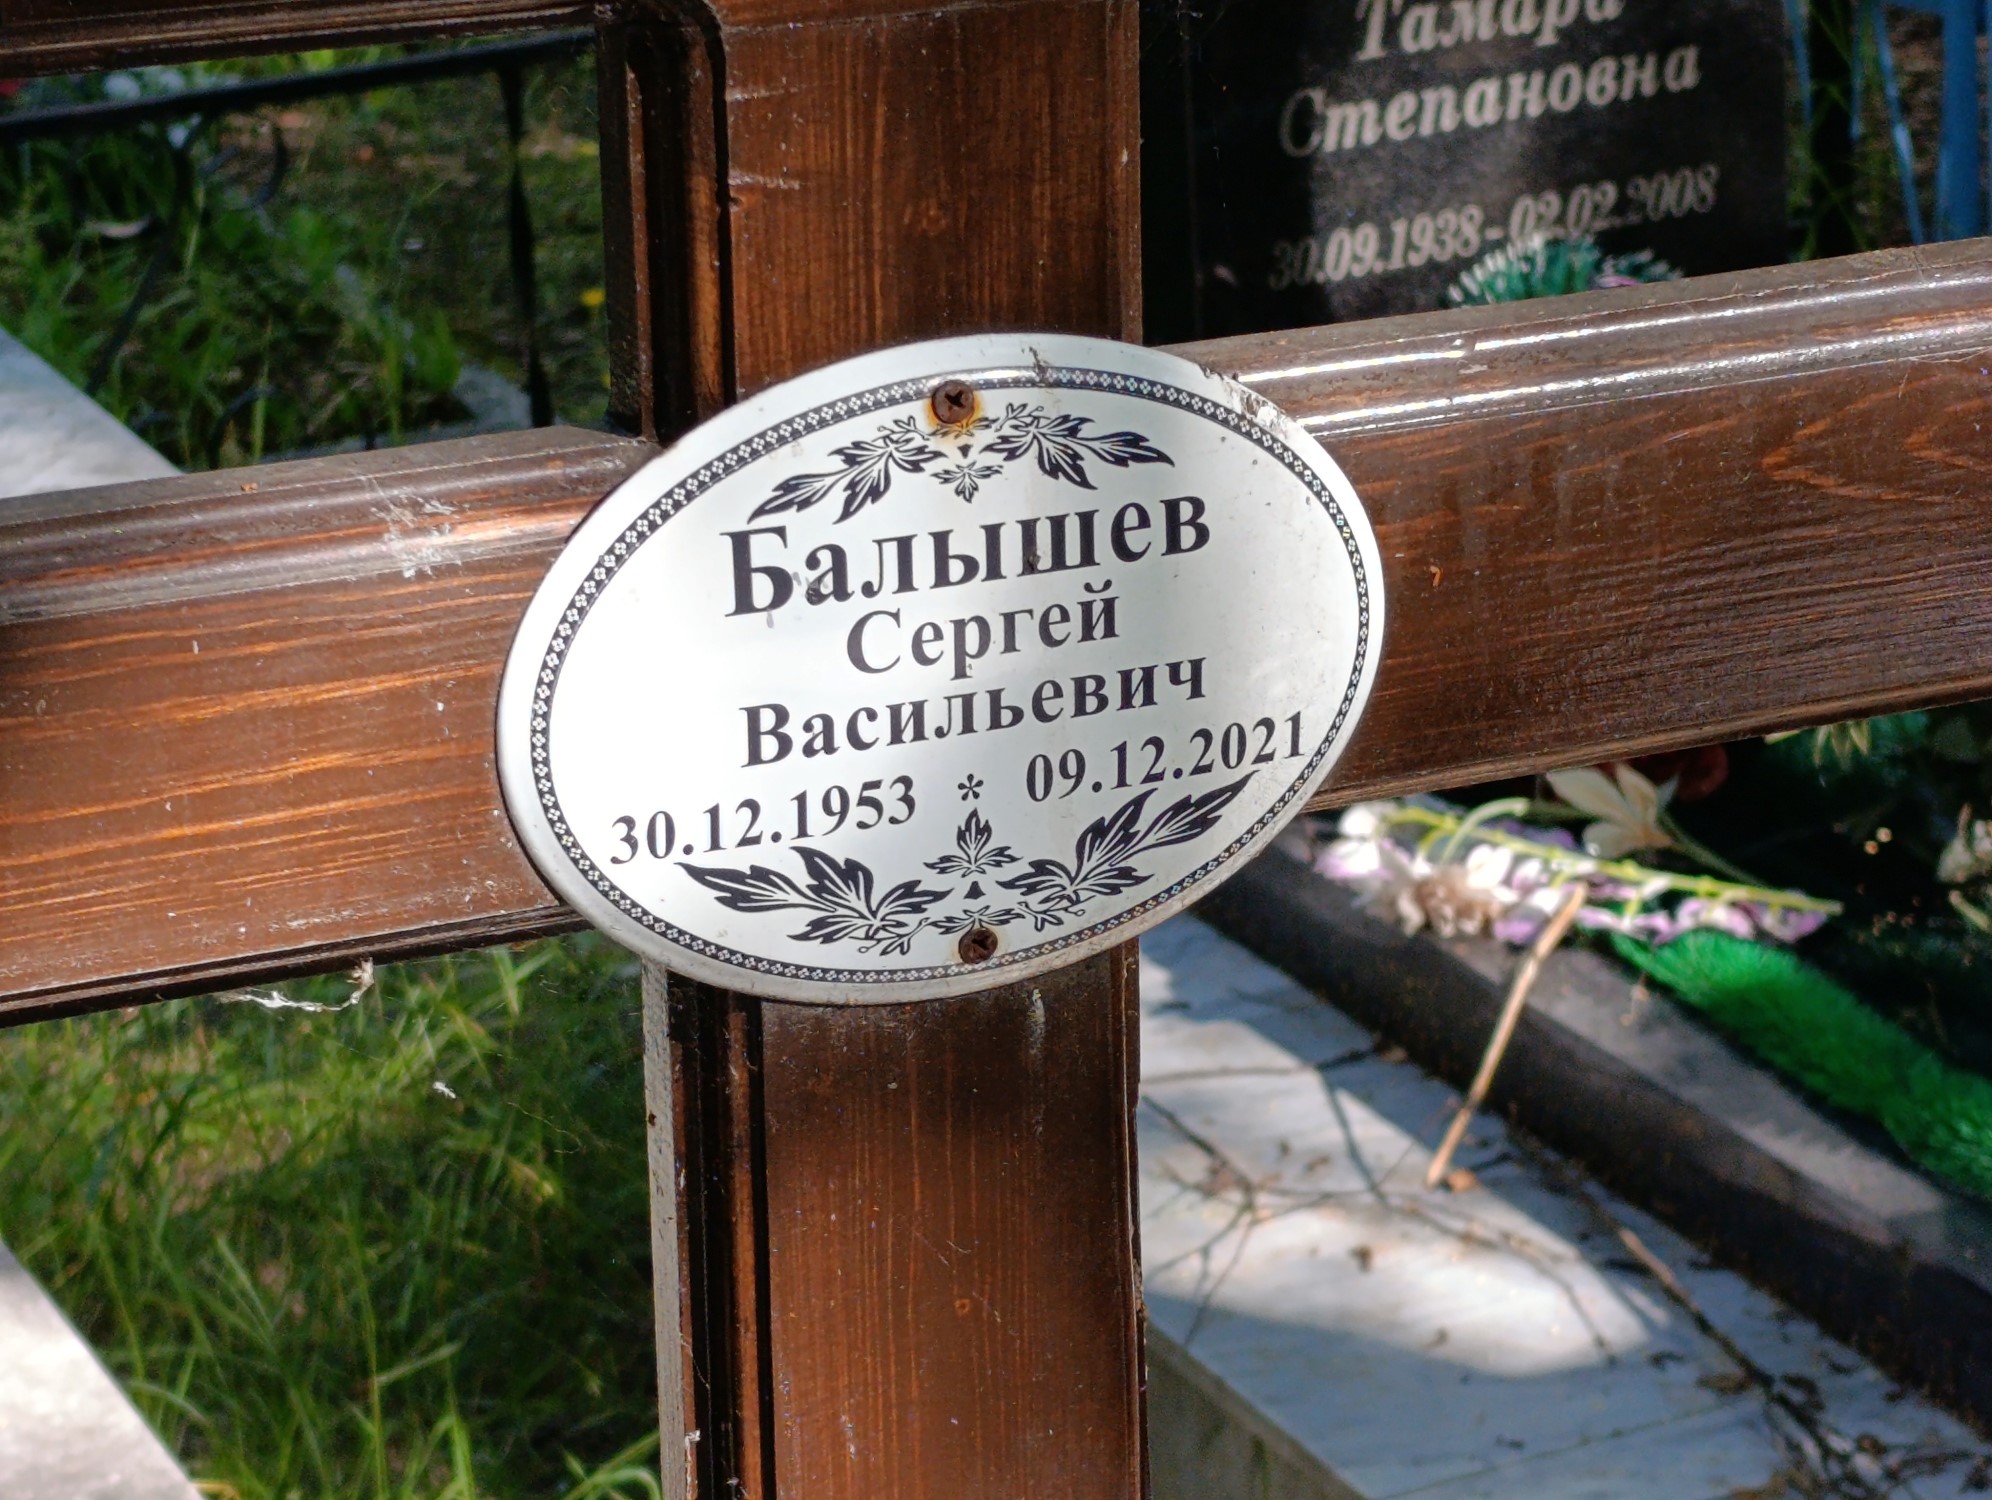 Тамара
Степановна
30.09.1938-02.02.2008
Балышев
Сергей
Васильевич
30.12.1953 * 09.12.2021